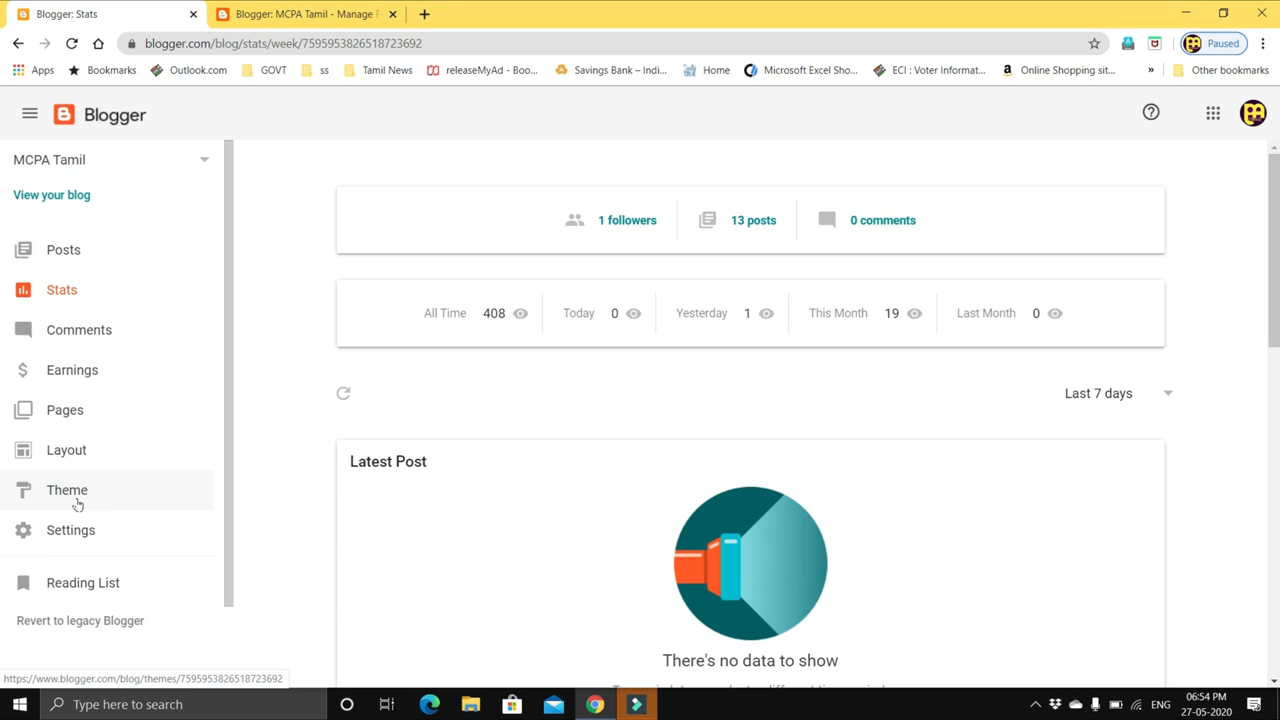 Blogger: Stats
Blogger: MCPA Tamil - Manage
blogger.com/blog/stats/week/7595953826518723692
Paused
Apps
Bookmarks
Outlook.com
GOVT
ss
Tamil News
releaseMyAd - Boo...
Savings Bank – Indi...
Home
Microsoft Excel Sho...
ECI : Voter Informat...
Online Shopping sit...
»
Other bookmarks
Blogger
MCPA Tamil
View your blog
Posts
Stats
Comments
Earnings
Pages
Layout
Theme
Settings
Reading List
Revert to legacy Blogger
1 followers
13 posts
0 comments
All Time 408
Today 0
Yesterday 1
This Month 19
Last Month 0
Last 7 days
Latest Post
There's no data to show
https://www.blogger.com/blog/themes/7595953826518723692
Type here to search
ENG
06:54 PM
27-05-2020